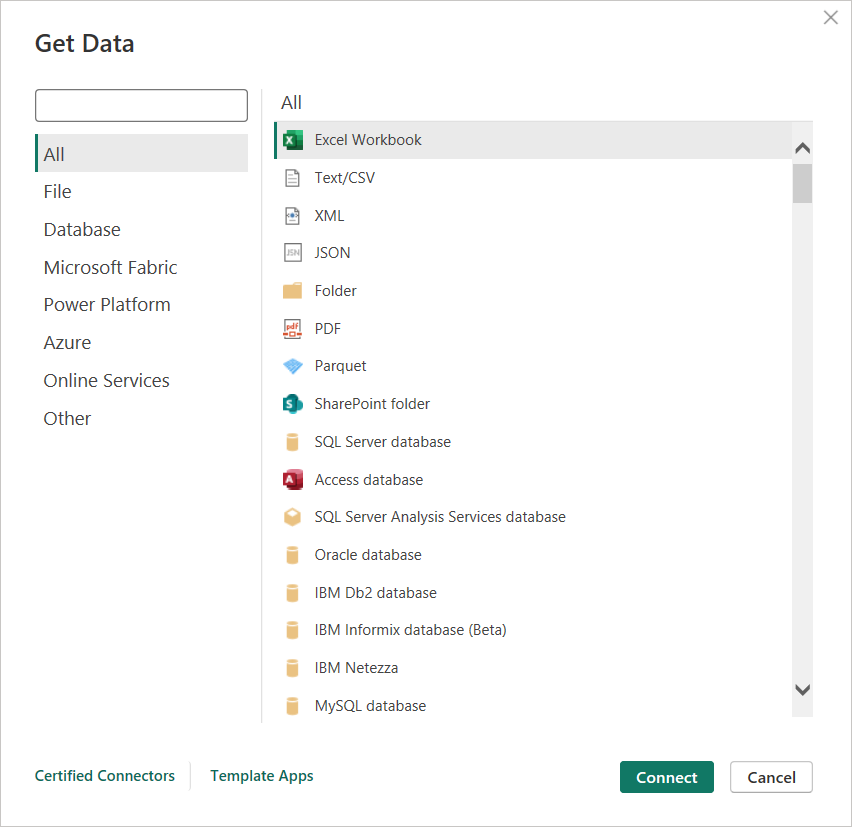 Get Data
All
File
Database
Microsoft Fabric
Power Platform
Azure
Online Services
Other
All
Excel Workbook
Text/CSV
XML
JSON
Folder
PDF
Parquet
SharePoint folder
SQL Server database
Access database
SQL Server Analysis Services database
Oracle database
IBM Db2 database
IBM Informix database (Beta)
IBM Netezza
MySQL database
Certified Connectors
Template Apps
Connect
Cancel